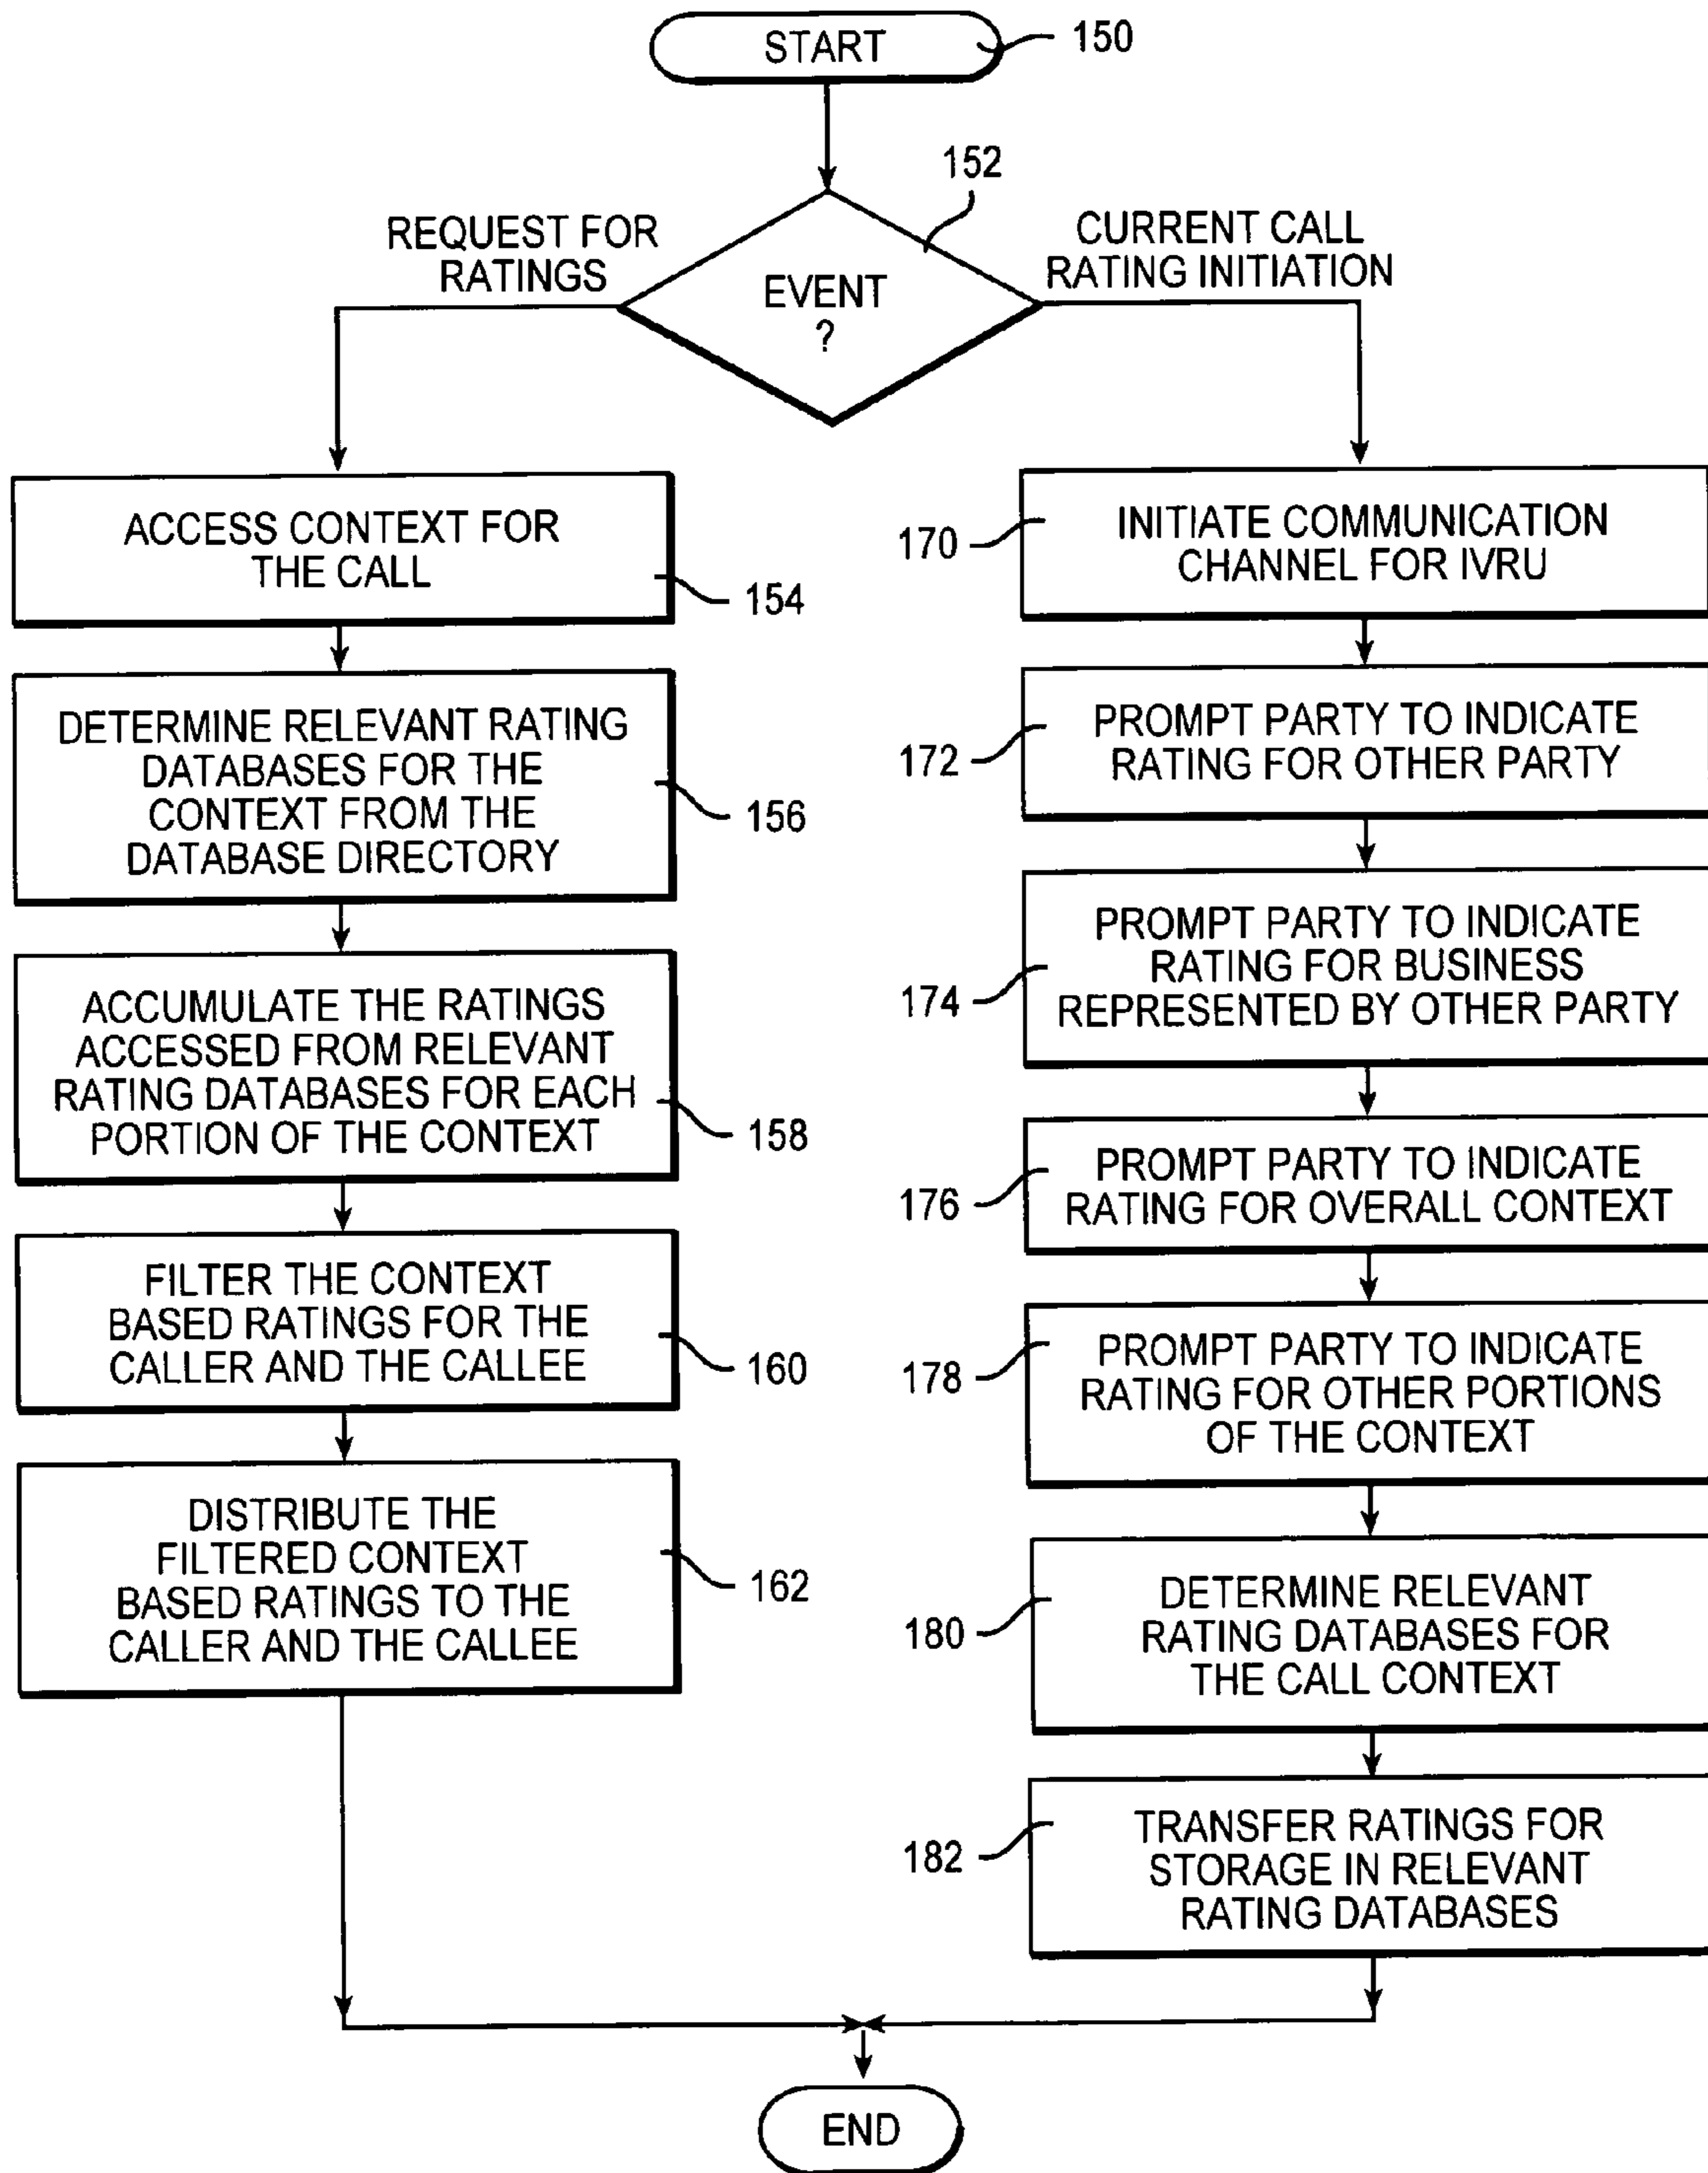 START
150
152
REQUEST FOR
RATINGS
CURRENT CALL
RATING INITIATION
EVENT
?
ACCESS CONTEXT FOR
THE CALL
154
DETERMINE RELEVANT RATING
DATABASES FOR THE
CONTEXT FROM THE
DATABASE DIRECTORY
156
ACCUMULATE THE RATINGS
ACCESSED FROM RELEVANT
RATING DATABASES FOR EACH
PORTION OF THE CONTEXT
158
FILTER THE CONTEXT
BASED RATINGS FOR THE
CALLER AND THE CALLEE
160
DISTRIBUTE THE
FILTERED CONTEXT
BASED RATINGS TO THE
CALLER AND THE CALLEE
162
170
INITIATE COMMUNICATION
CHANNEL FOR IVRU
172
PROMPT PARTY TO INDICATE
RATING FOR OTHER PARTY
174
PROMPT PARTY TO INDICATE
RATING FOR BUSINESS
REPRESENTED BY OTHER PARTY
176
PROMPT PARTY TO INDICATE
RATING FOR OVERALL CONTEXT
178
PROMPT PARTY TO INDICATE
RATING FOR OTHER PORTIONS
OF THE CONTEXT
180
DETERMINE RELEVANT
RATING DATABASES FOR
THE CALL CONTEXT
182
TRANSFER RATINGS FOR
STORAGE IN RELEVANT
RATING DATABASES
END